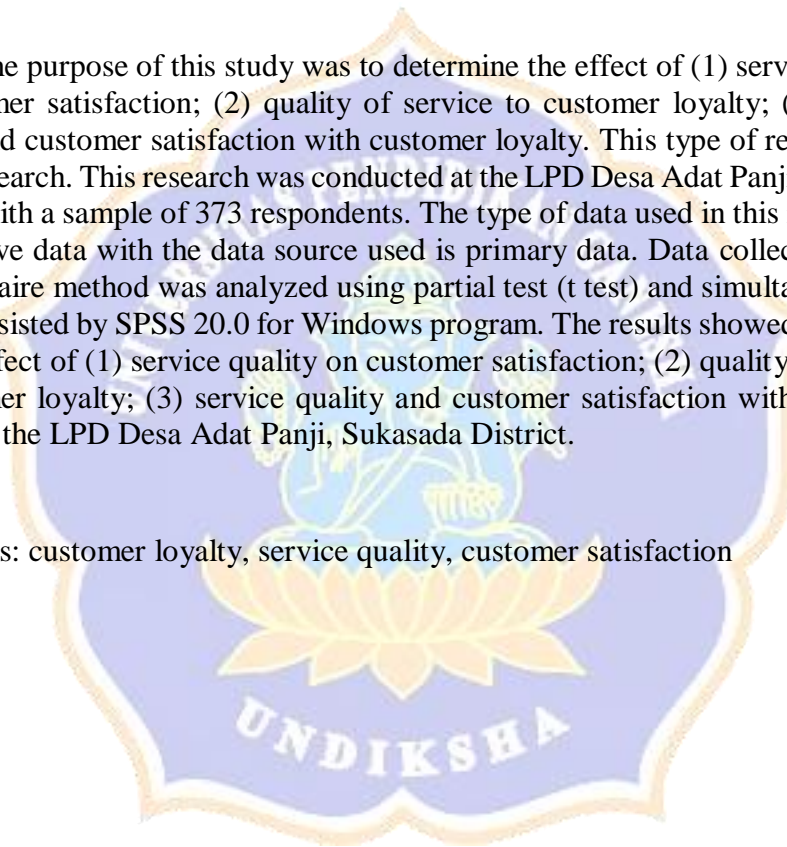 ne purpose of this study was to determine the effect of (1) serv
ner satisfaction; (2) quality of service to customer loyalty; (
d customer satisfaction with customer loyalty. This type of re
earch. This research was conducted at the LPD Desa Adat Panj
ith a sample of 373 respondents. The type of data used in this
ve data with the data source used is primary data. Data collec
aire method was analyzed using partial test (t test) and simulta
sisted by SPSS 20.0 for Windows program. The results showed
ffect of (1) service quality on customer satisfaction; (2) quality
ner loyalty; (3) service quality and customer satisfaction with
the LPD Desa Adat Panji, Sukasada District.
s: customer loyalty, service quality, customer satisfaction
UNIVERSITAS PENDIDIKAN GANESHA
UNDIKSHA